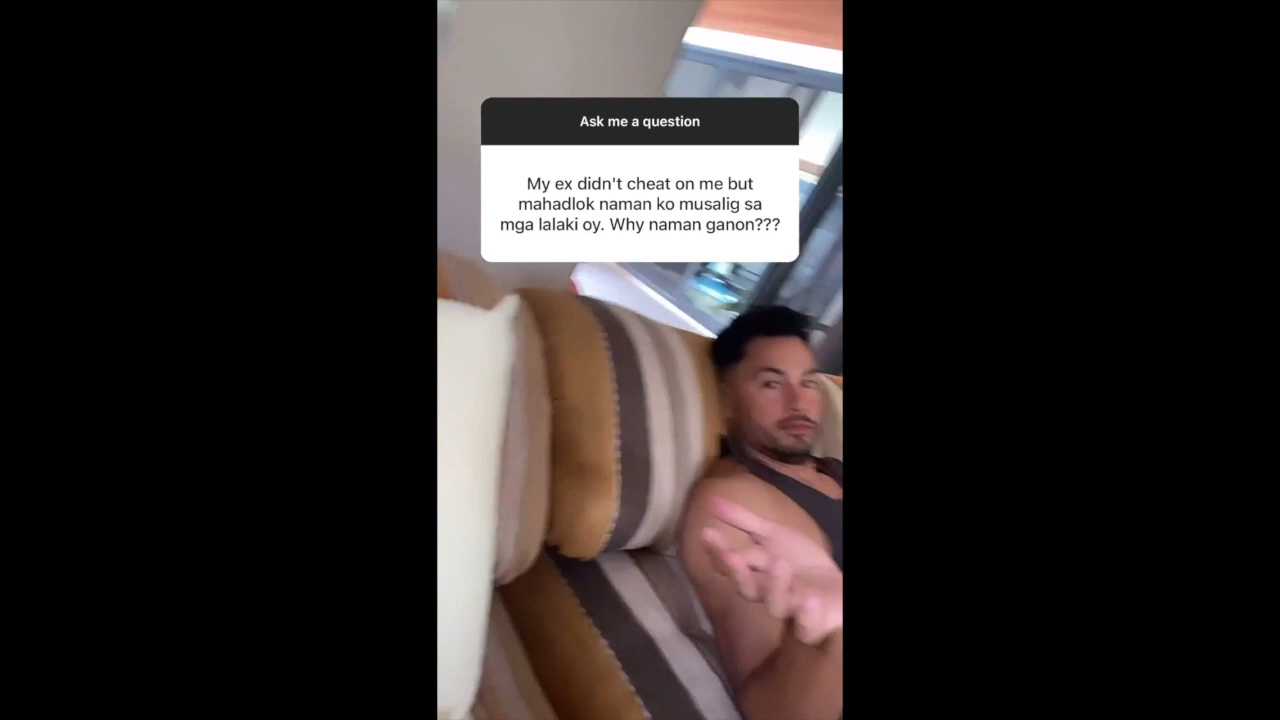 Ask me a question
My ex didn't cheat on me but
mahadlok naman ko musalig sa
mga lalaki oy. Why naman ganon???